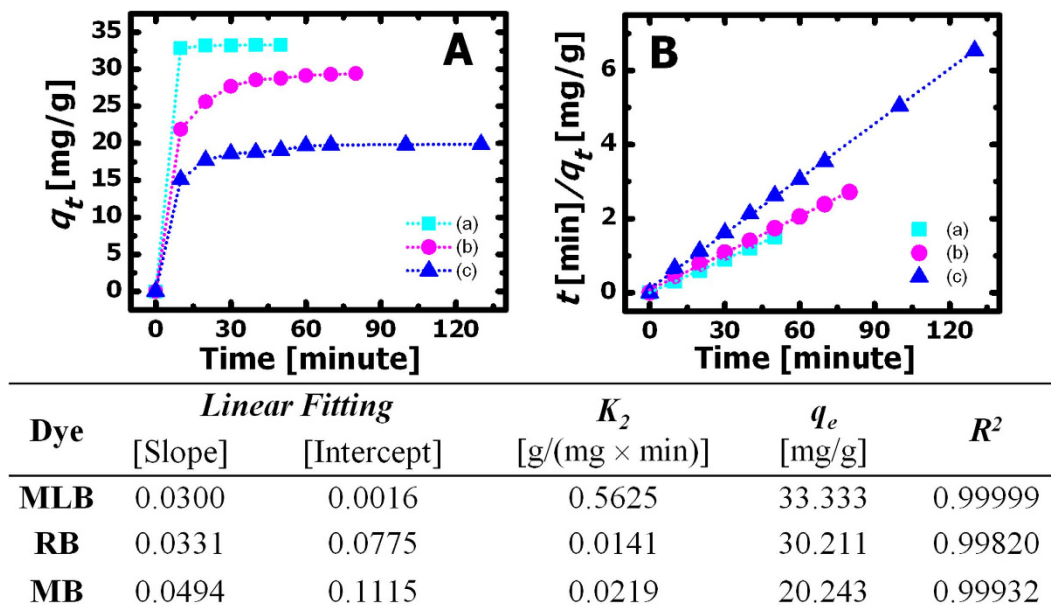 A
q_t [mg/g]
35
30
25
20
15
10
5
0
(a)
(b)
(c)
0 30 60 90 120
Time [minute]
B
t [min]/q_t [mg/g]
6
4
2
0
(a)
(b)
(c)
0 30 60 90 120
Time [minute]
Dye Linear Fitting K_2 q_e R^2
[Slope] [Intercept] [g/(mg × min)] [mg/g]
MLB 0.0300 0.0016 0.5625 33.333 0.99999
RB 0.0331 0.0775 0.0141 30.211 0.99820
MB 0.0494 0.1115 0.0219 20.243 0.99932